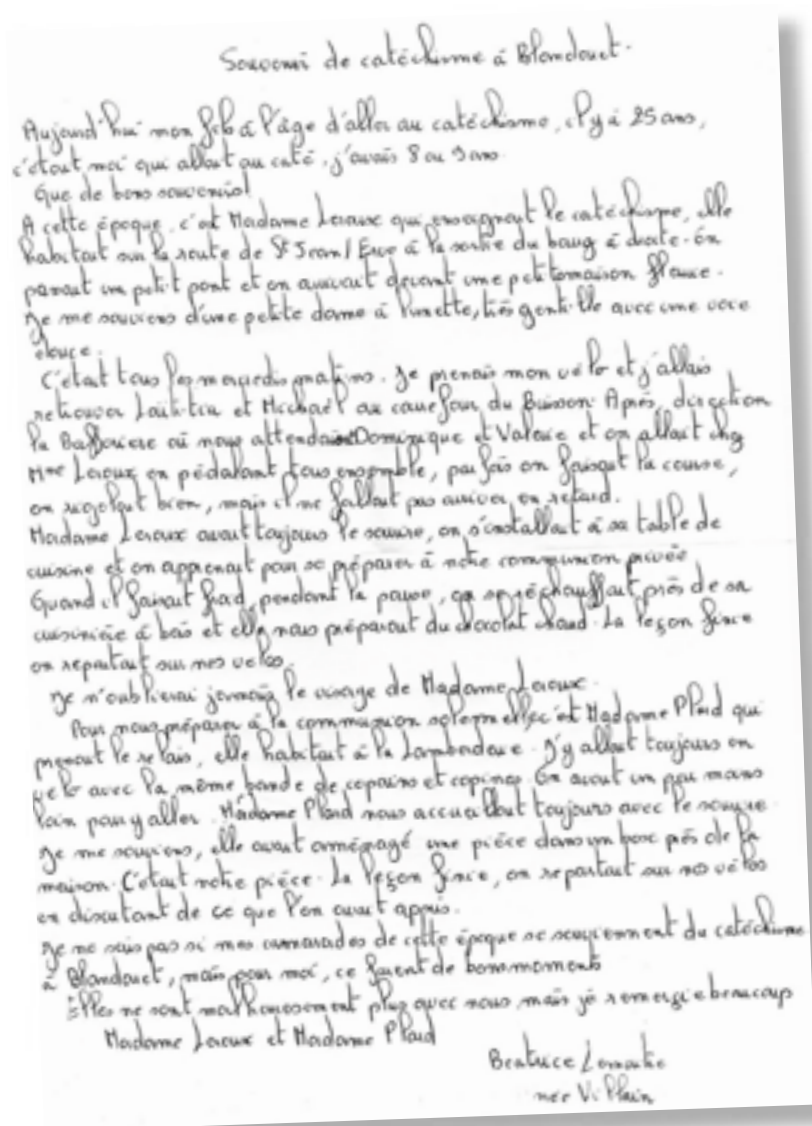 Souvenir de catéchisme à Blandouet.
Aujourd'hui mon fils à l'âge d'aller au catéchisme, il y a 25 ans,
c'était moi qui allait au caté. j'avais 8 ou 9 ans.
Que de bons souvenirs!
A cette époque, c'est Madame Leroux qui enseignait le catéchisme, elle
habitait sur la route de St Jean/Erve à la sortie du bourg à droite. On
passait un petit pont et on arrivait devant une petite maison
Je me souviens d'une petite dame à lunette, très gentille avec une voix
douce.
C'était tous les mercredis matins. Je prenais mon vélo et j'allais
retrouver Laëtitia et Michaël au carrefour du Buisson. Après, direction
la où nous attendaient Dominique et Valérie et on allait chez
Mme Leroux en pédalant tous ensemble, parfois on faisait la course,
on rigolait bien, mais il ne fallait pas arriver en retard.
Madame Leroux avait toujours le sourire, on s'installait à sa table de
cuisine et on apprenait pour se préparer à notre communion privée
Quand il faisait froid, pendant la pause, on se réchauffait près de sa
cuisinière à bois et elle nous préparait du chocolat chaud. La leçon finie
on repartait sur nos vélos.
Je n'oublierai jamais le visage de Madame Leroux.
Pour nous préparer à la communion solennelle c'est Madame Plard qui
prenait le relais, elle habitait à la J'y allait toujours en
vélo avec la même bande de copains et copines. On avait un peu moins
loin pour y aller. Madame Plard nous accueillait toujours avec le sourire.
Je me souviens, elle avait aménagé une pièce dans un box près de la
maison. C'était notre pièce. La leçon finie, on repartait sur nos vélos
en discutant de ce que l'on avait appris.
Je ne sais pas si mes camarades de cette époque se souviennent du catéchisme
à Blandouet, mais pour moi, ce furent de bons moments
Elles ne sont malheureusement plus avec nous mais je remercie beaucoup
Madame Leroux et Madame Plard
Beatrice
née Vilain